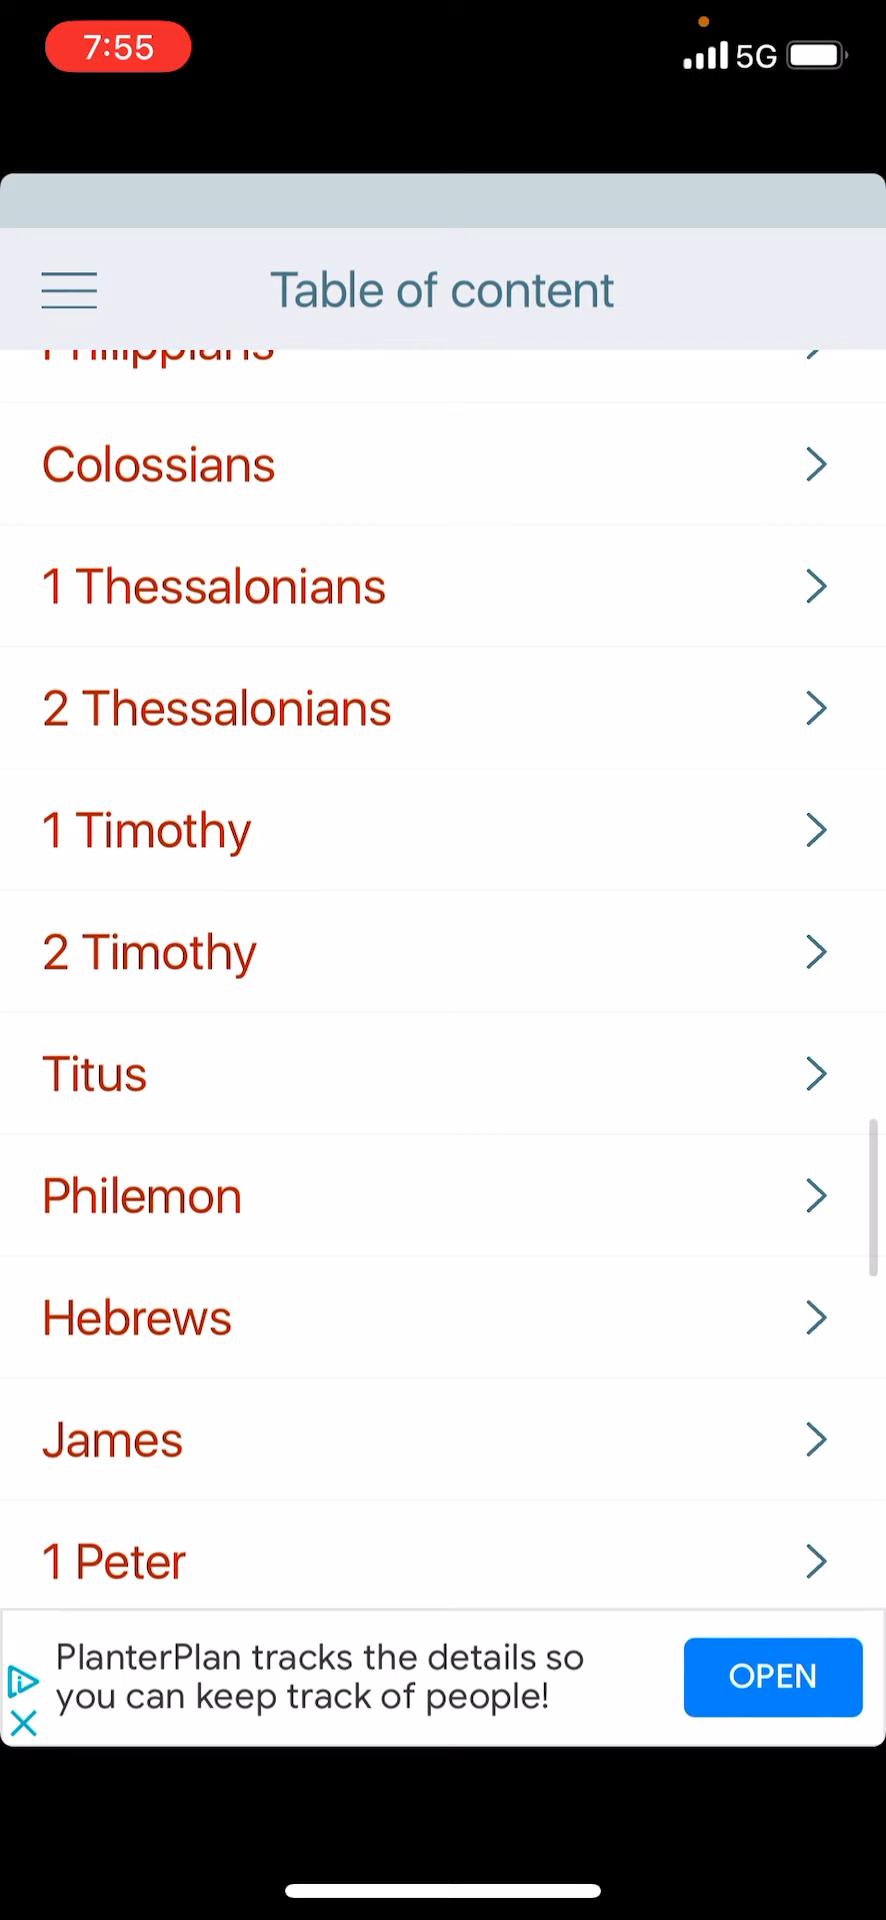 7:55
5G
Table of content
Philippians
Colossians
1 Thessalonians
2 Thessalonians
1 Timothy
2 Timothy
Titus
Philemon
Hebrews
James
1 Peter
PlanterPlan tracks the details so
you can keep track of people!
OPEN